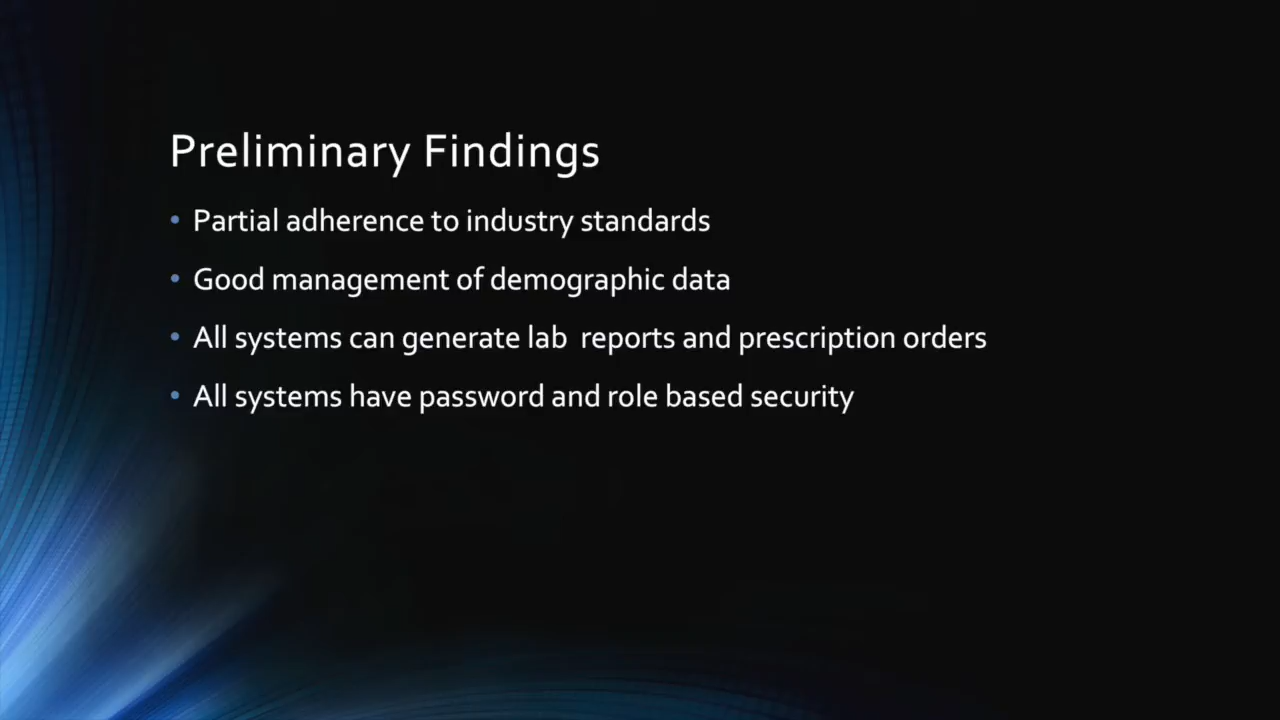 Preliminary Findings
• Partial adherence to industry standards
• Good management of demographic data
• All systems can generate lab  reports and prescription orders
• All systems have password and role based security